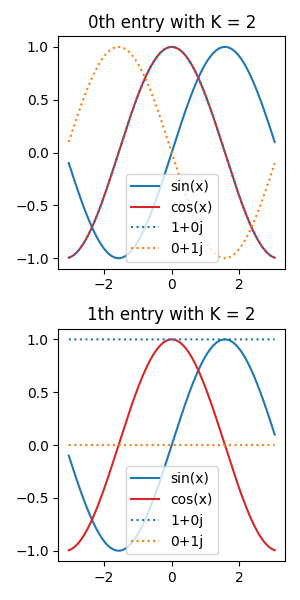 0th entry with K = 2
1.0
0.5
0.0
−0.5
−1.0
sin(x)
cos(x)
1+0j
0+1j
−2 0 2
1th entry with K = 2
1.0
0.5
0.0
−0.5
−1.0
sin(x)
cos(x)
1+0j
0+1j
−2 0 2